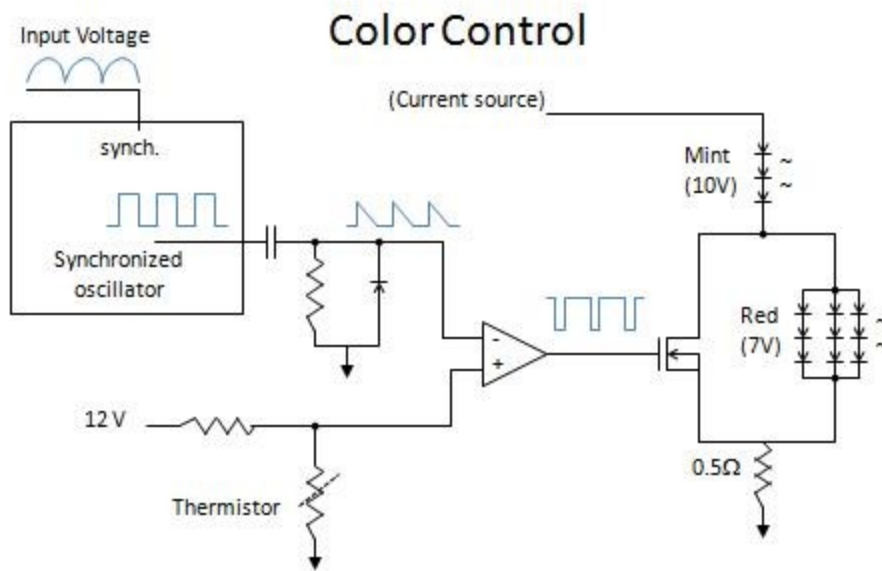 Color Control
Input Voltage
(Current source)
synch.
Mint
(10V)
~
~
Synchronized
oscillator
Red
(7V)
~
~
-
+
12 V
0.5Ω
Thermistor